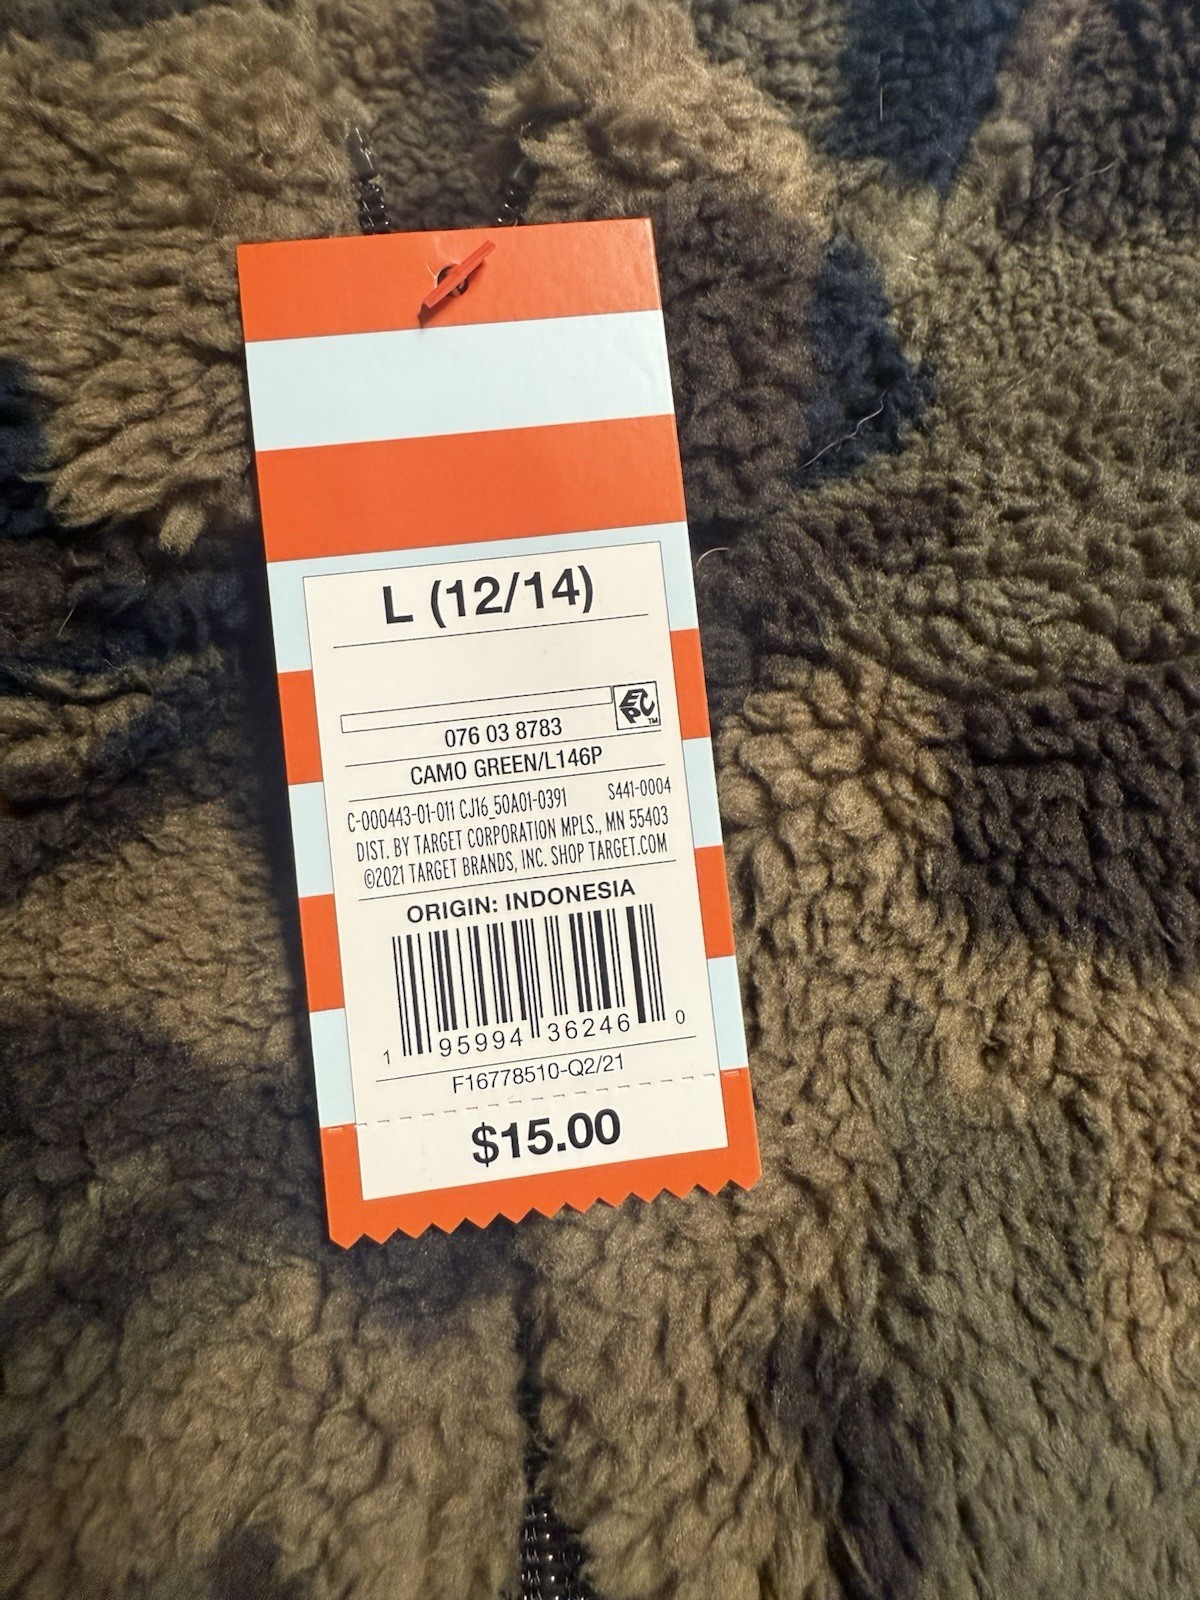 L (12/14)
EPC TM
076 03 8783
CAMO GREEN/L146P
C-000443-01-011 CJ16_50A01-0391 S441-0004
DIST. BY TARGET CORPORATION MPLS., MN 55403
©2021 TARGET BRANDS, INC. SHOP TARGET.COM
ORIGIN: INDONESIA
1 95994 36246 0
F16778510-Q2/21
$15.00